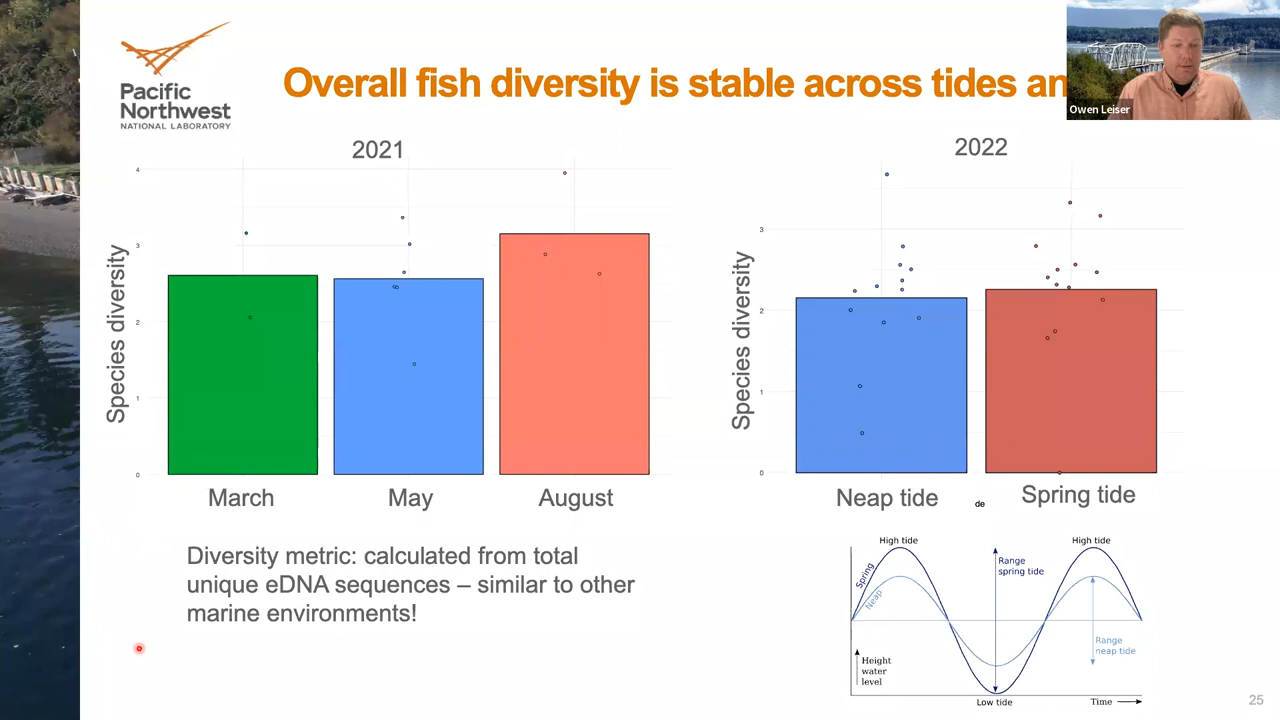 Pacific
Northwest
NATIONAL LABORATORY
Overall fish diversity is stable across tides an
Owen Leiser
2021
2022
Species diversity
4
3
2
1
0
March
May
August
Species diversity
3
2
1
0
Neap tide
de
Spring tide
Diversity metric: calculated from total
unique eDNA sequences – similar to other
marine environments!
High tide
High tide
Spring
Neap
Range
spring tide
Range
neap tide
Height
water
level
Low tide
Time
25